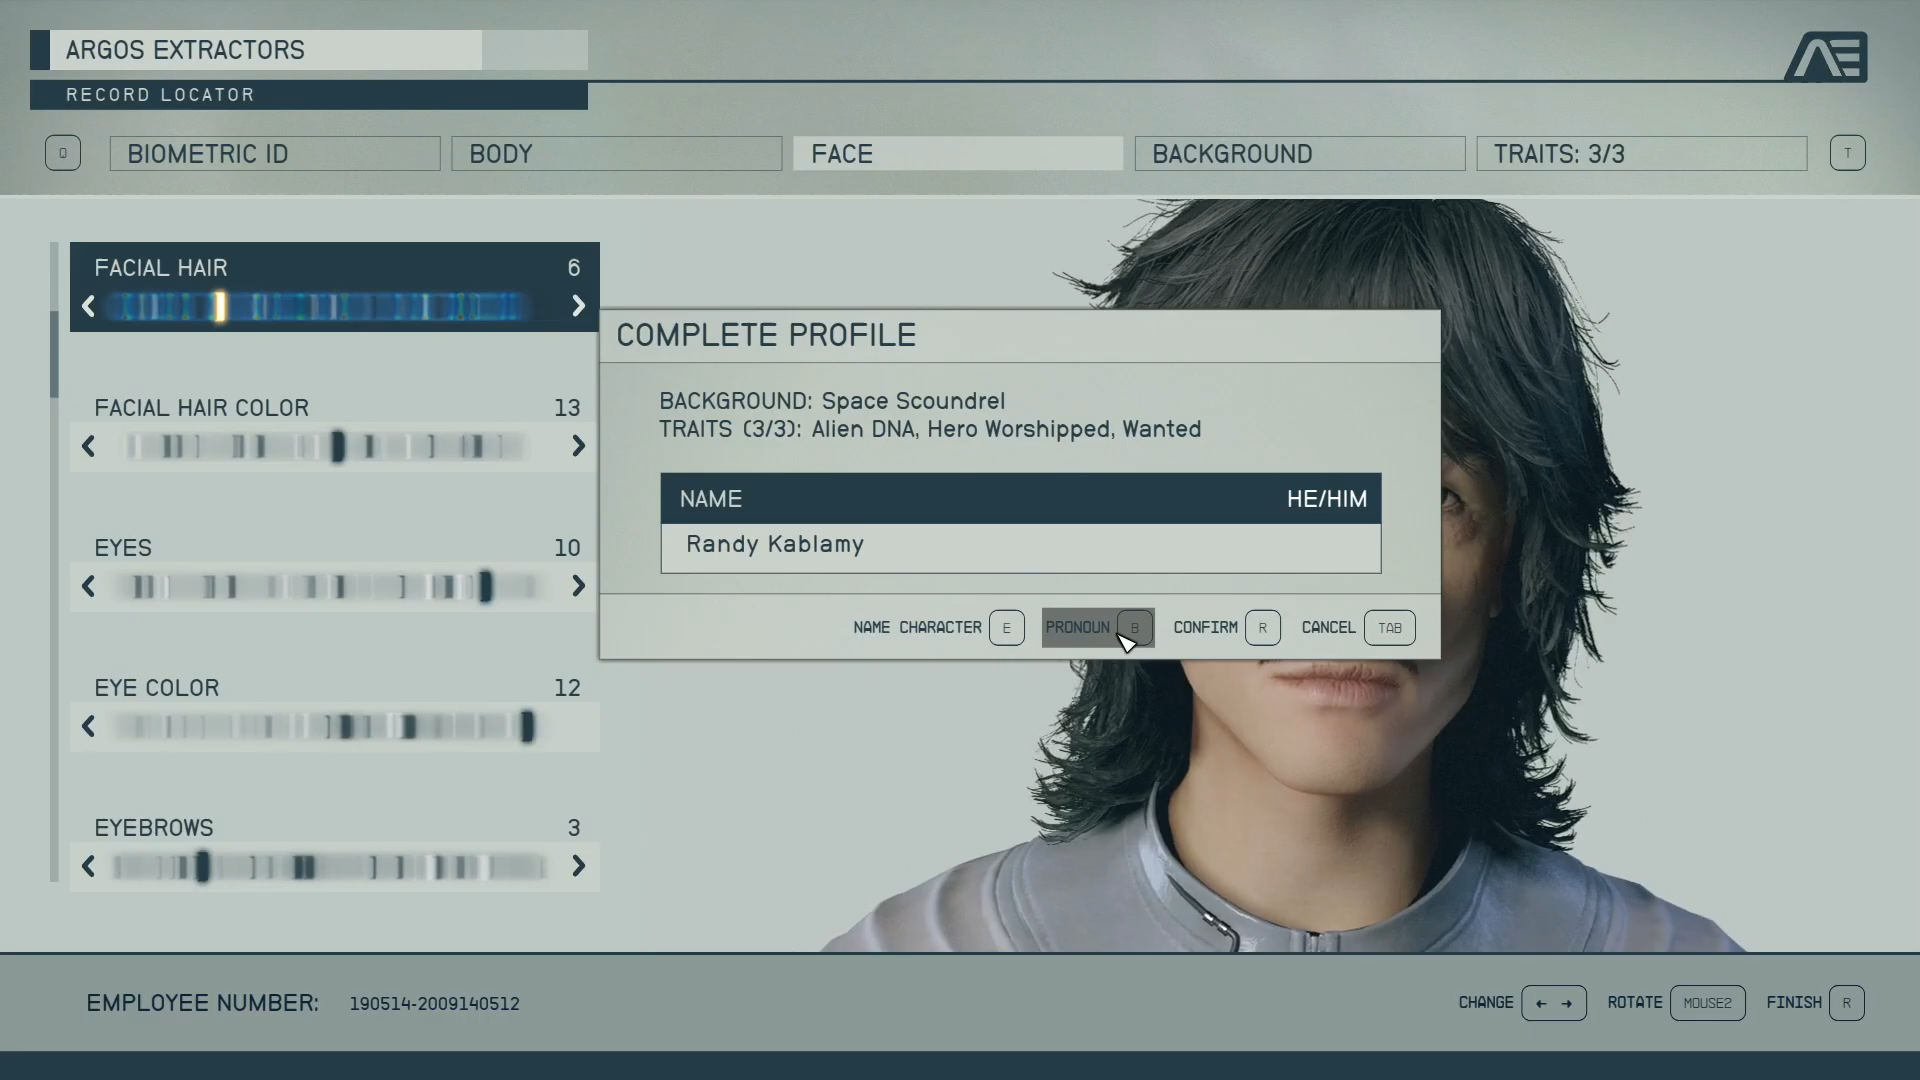 ARGOS EXTRACTORS
RECORD LOCATOR
AE
Q BIOMETRIC ID BODY FACE BACKGROUND TRAITS: 3/3 T
FACIAL HAIR 6
FACIAL HAIR COLOR 13
EYES 10
EYE COLOR 12
EYEBROWS 3
COMPLETE PROFILE
BACKGROUND: Space Scoundrel
TRAITS (3/3): Alien DNA, Hero Worshipped, Wanted
NAME HE/HIM
Randy Kablamy
NAME CHARACTER E PRONOUN B CONFIRM R CANCEL TAB
EMPLOYEE NUMBER: 190514-2009140512
CHANGE ← → ROTATE MOUSE2 FINISH R